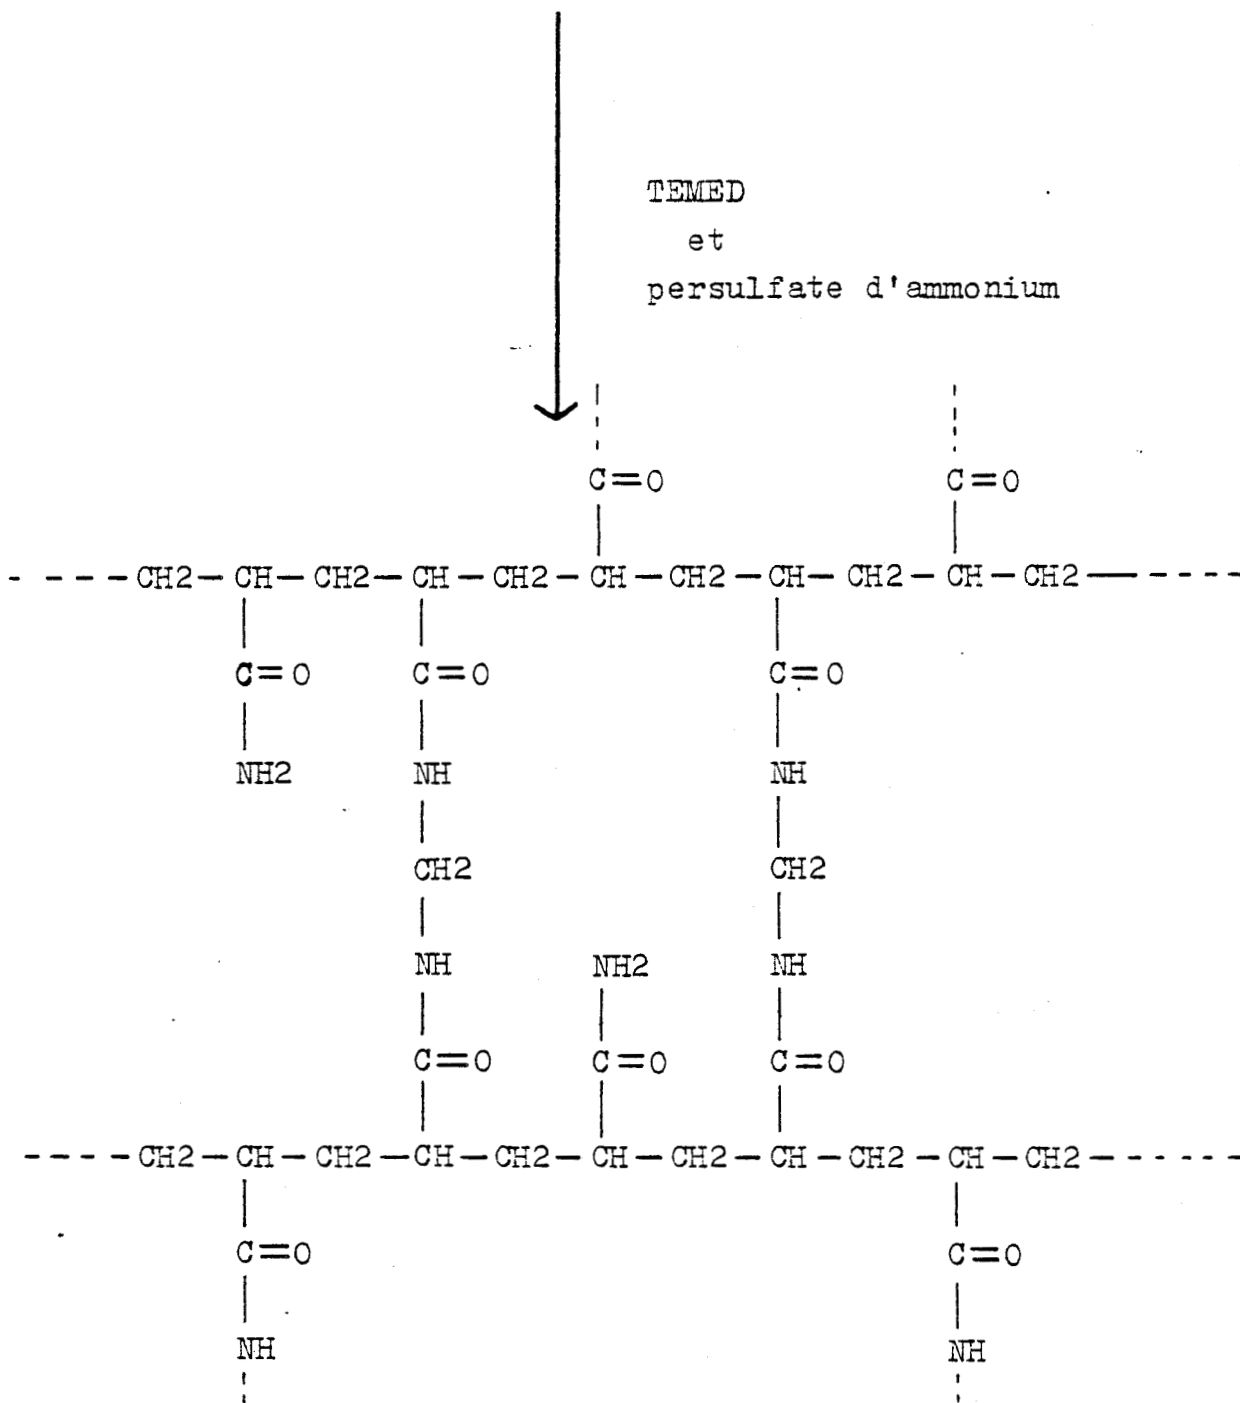 TEMED
et
persulfate d'ammonium
C=O C=O
- ----CH2-CH-CH2-CH-CH2-CH-CH2-CH-CH2-CH-CH2-----
C=O C=O C=O
NH2 NH NH
CH2 CH2
NH NH2 NH
C=O C=O C=O
----CH2-CH-CH2-CH-CH2-CH-CH2-CH-CH2-CH-CH2-----
C=O C=O
NH NH